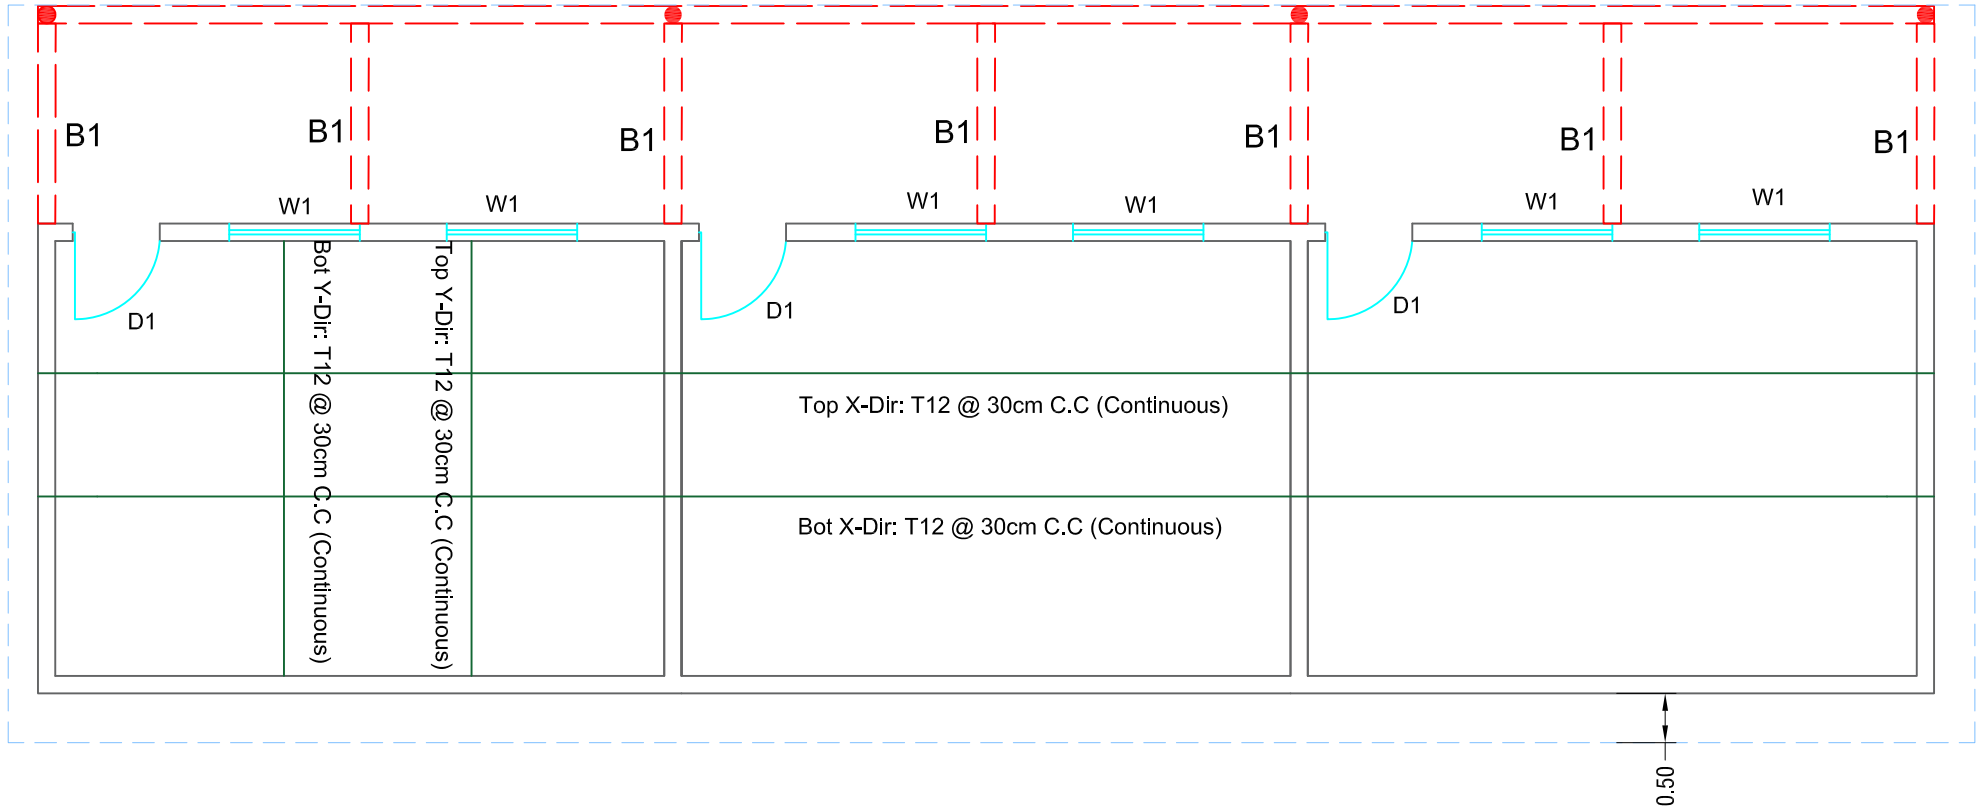 B1
B1
B1
B1
B1
B1
B1
W1
W1
W1
W1
W1
W1
D1
D1
D1
Bot Y-Dir: T12 @ 30cm C.C (Continuous)
Top Y-Dir: T12 @ 30cm C.C (Continuous)
Top X-Dir: T12 @ 30cm C.C (Continuous)
Bot X-Dir: T12 @ 30cm C.C (Continuous)
0.50